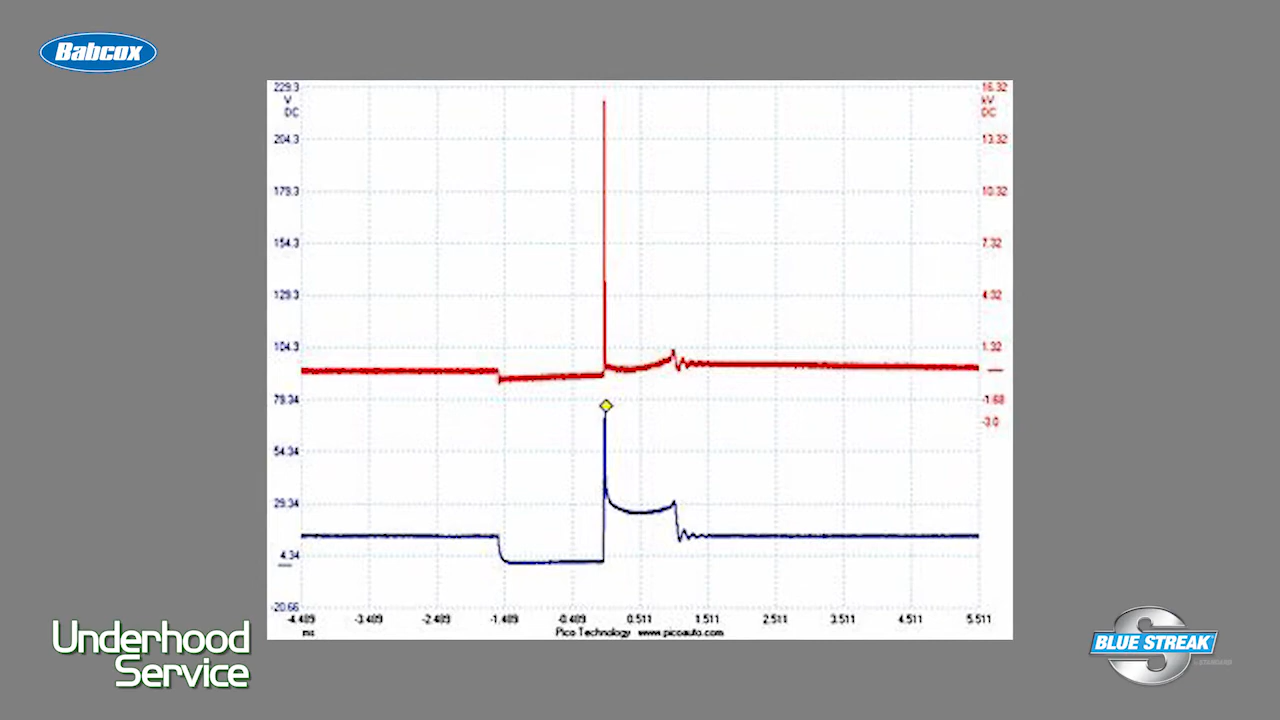 Babcox
229.3
V
DC
204.3
179.3
154.3
129.3
104.3
79.34
54.34
29.34
4.34
-20.66
16.32
kV
DC
13.32
10.32
7.32
4.32
1.32
-1.68
-3.0
-4.489 -3.489 -2.489 -1.489 -0.489 0.511 1.511 2.511 3.511 4.511 5.511
ms
Pico Technology www.picoauto.com
Underhood
Service
S
BLUE STREAK
BY STANDARD